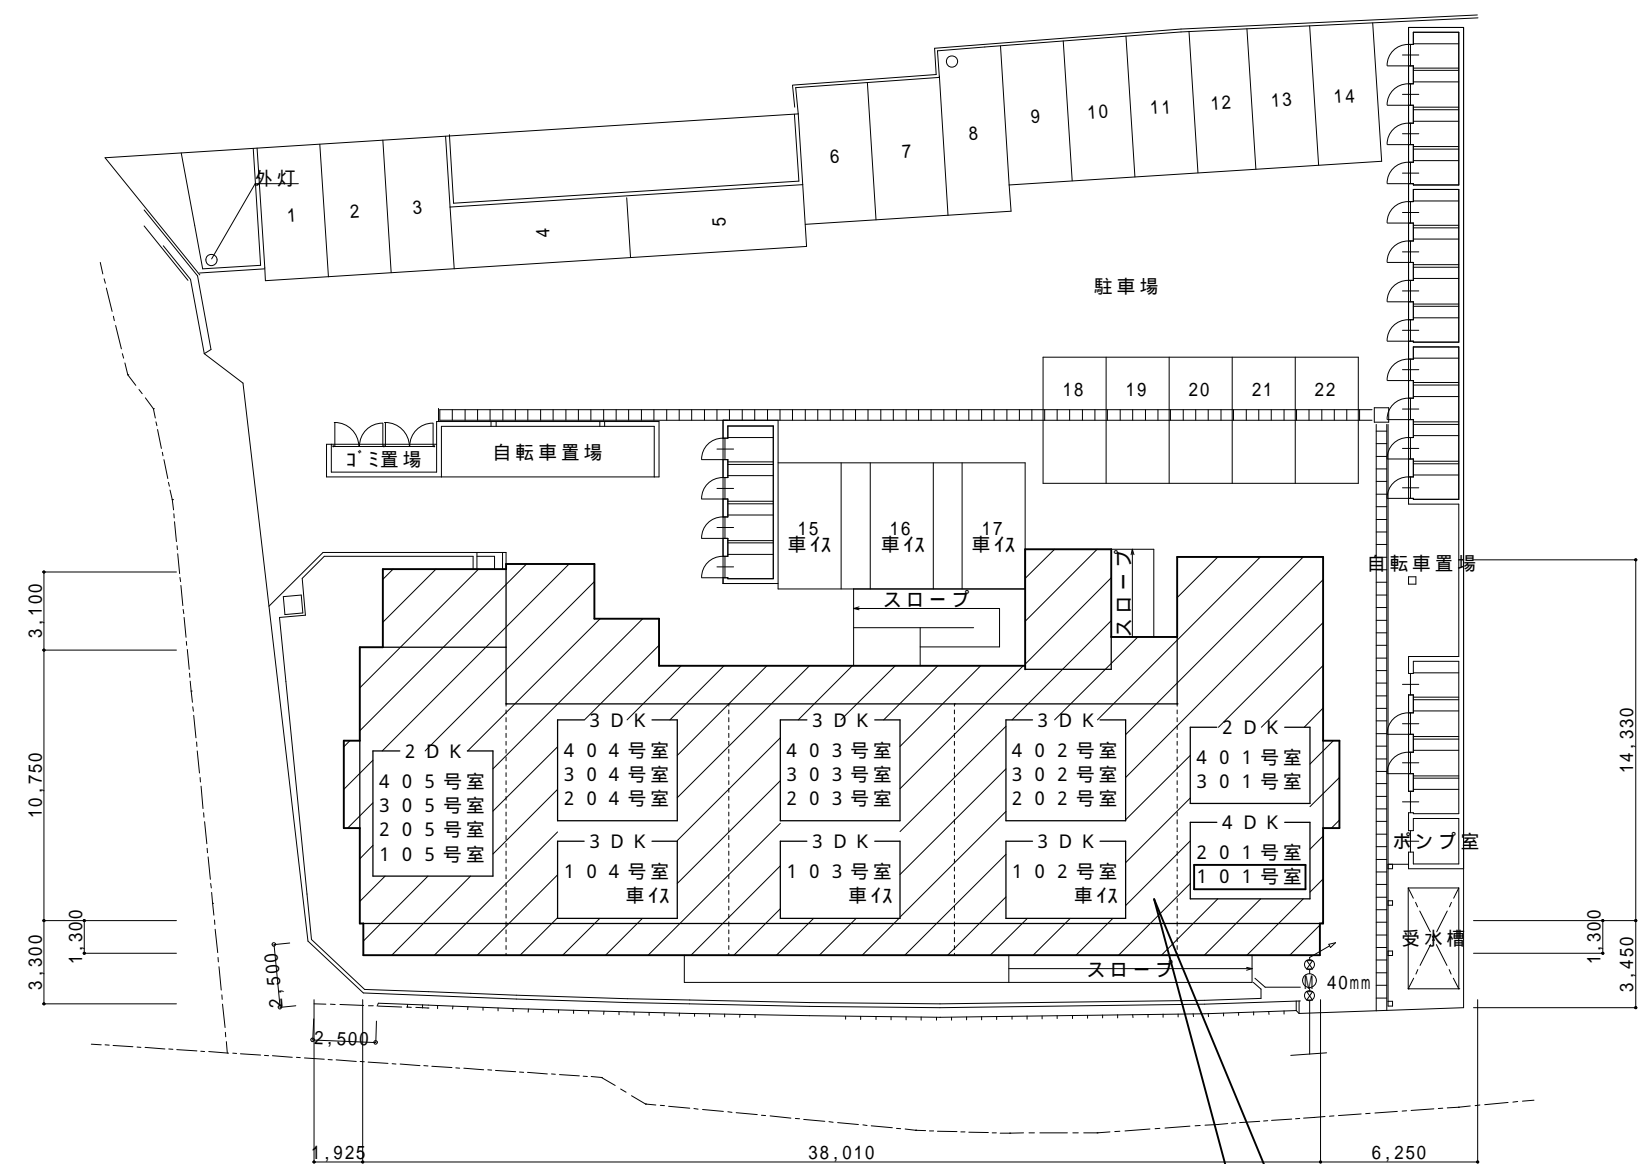 外灯
1
2
3
4
5
6
7
8
9
10
11
12
13
14
駐車場
18
19
20
21
22
ゴミ置場
自転車置場
15
車イス
16
車イス
17
車イス
スロープ
スロープ
自転車置場
3,100
10,750
3,300
1,300
2,500
2,500
14,330
1,300
3,450
2DK
405号室
305号室
205号室
105号室
3DK
404号室
304号室
204号室
3DK
104号室
車イス
3DK
403号室
303号室
203号室
3DK
103号室
車イス
3DK
402号室
302号室
202号室
3DK
102号室
車イス
2DK
401号室
301号室
4DK
201号室
101号室
ポンプ室
受水槽
スロープ
M 40mm
1,925
38,010
6,250